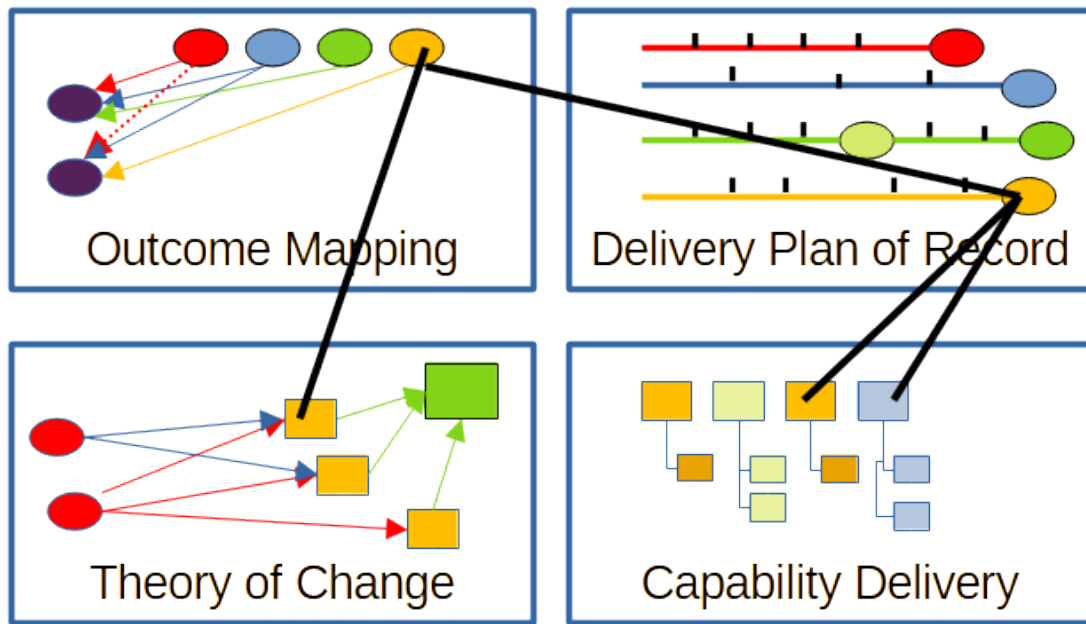 Outcome Mapping
Delivery Plan of Record
Theory of Change
Capability Delivery